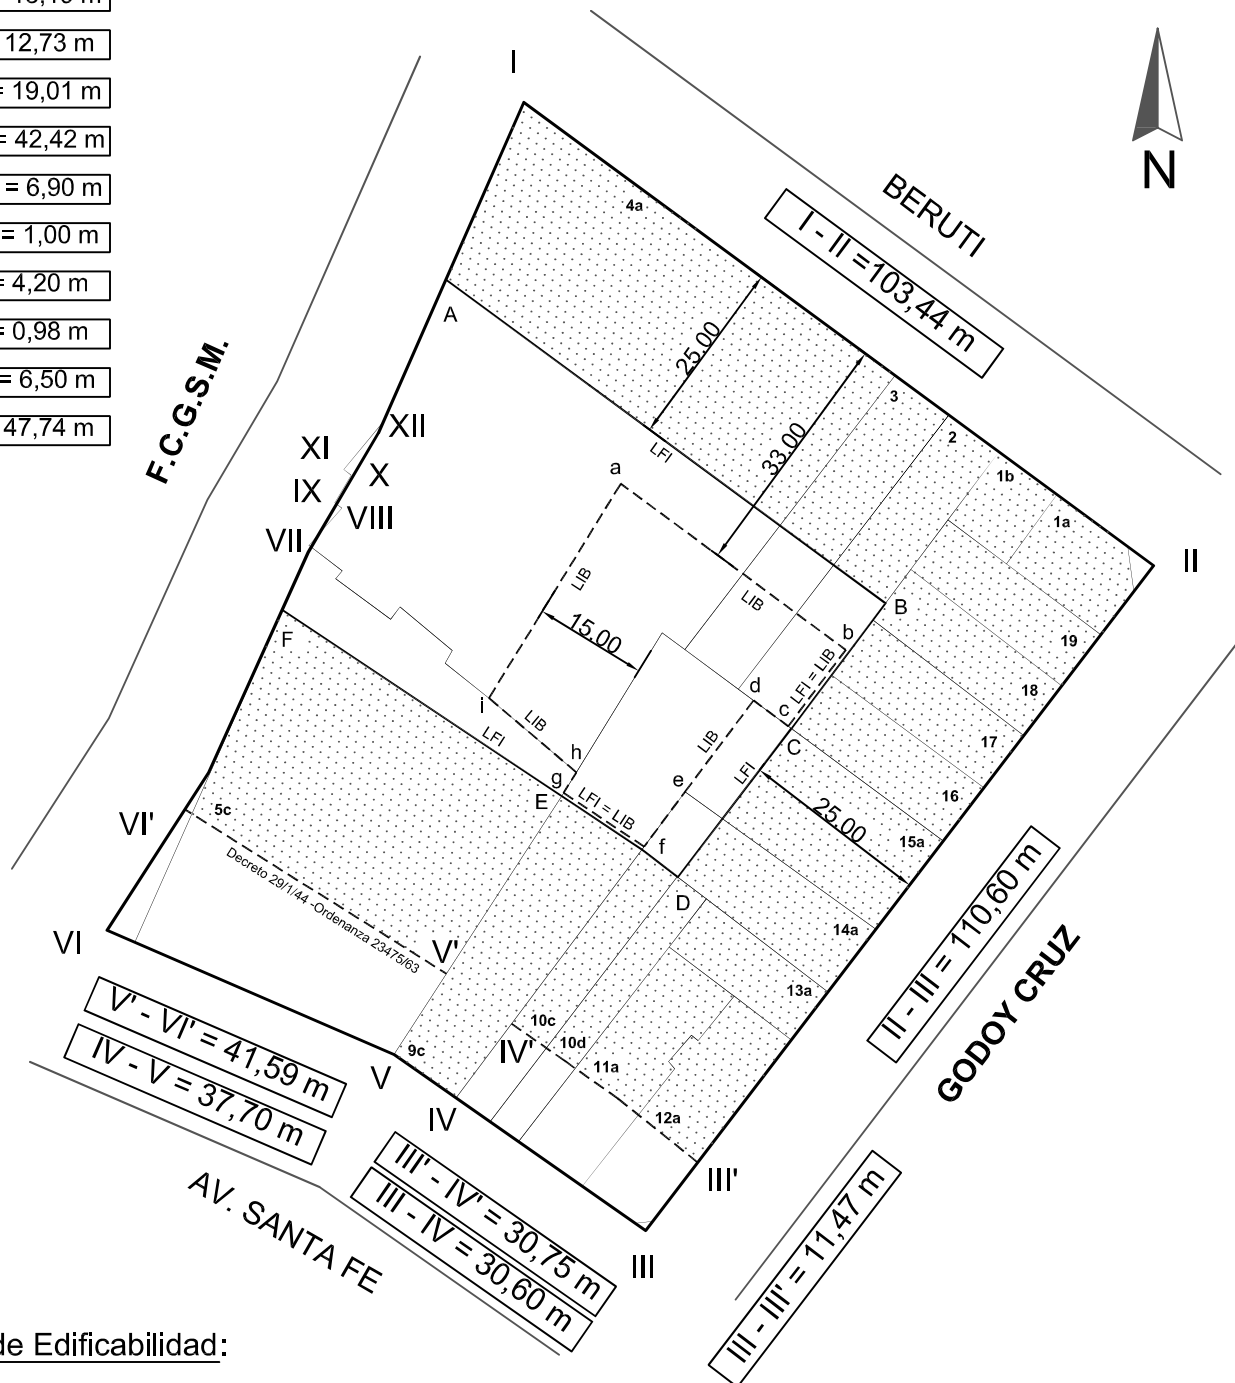 12,73 m
= 19,01 m
= 42,42 m
= 6,90 m
= 1,00 m
= 4,20 m
= 0,98 m
= 6,50 m
47,74 m
I
N
BERUTI
I - II =103,44 m
4a
A
25.00
33.00
3
2
1b
1a
II
F.C.G.S.M.
XII
XI
X
IX
VIII
VII
LFI
a
LIB
LIB
B
b
LFI = LIB
19
18
15.00
F
d
c
C
17
i
LIB
LIB
LFI
LFI
h
g
E
LFI = LIB
e
f
16
25.00
15a
VI'
5c
Decreto 29/1/44 -Ordenanza 23475/63
D
14a
VI
V'
13a
II - III = 110,60 m
GODOY CRUZ
V' - VI' = 41,59 m
IV - V = 37,70 m
V
9c
10c
IV'
10d
11a
12a
IV
III'
III' - IV' = 30,75 m
III - IV = 30,60 m
AV. SANTA FE
III
III - III' = 11,47 m
de Edificabilidad: